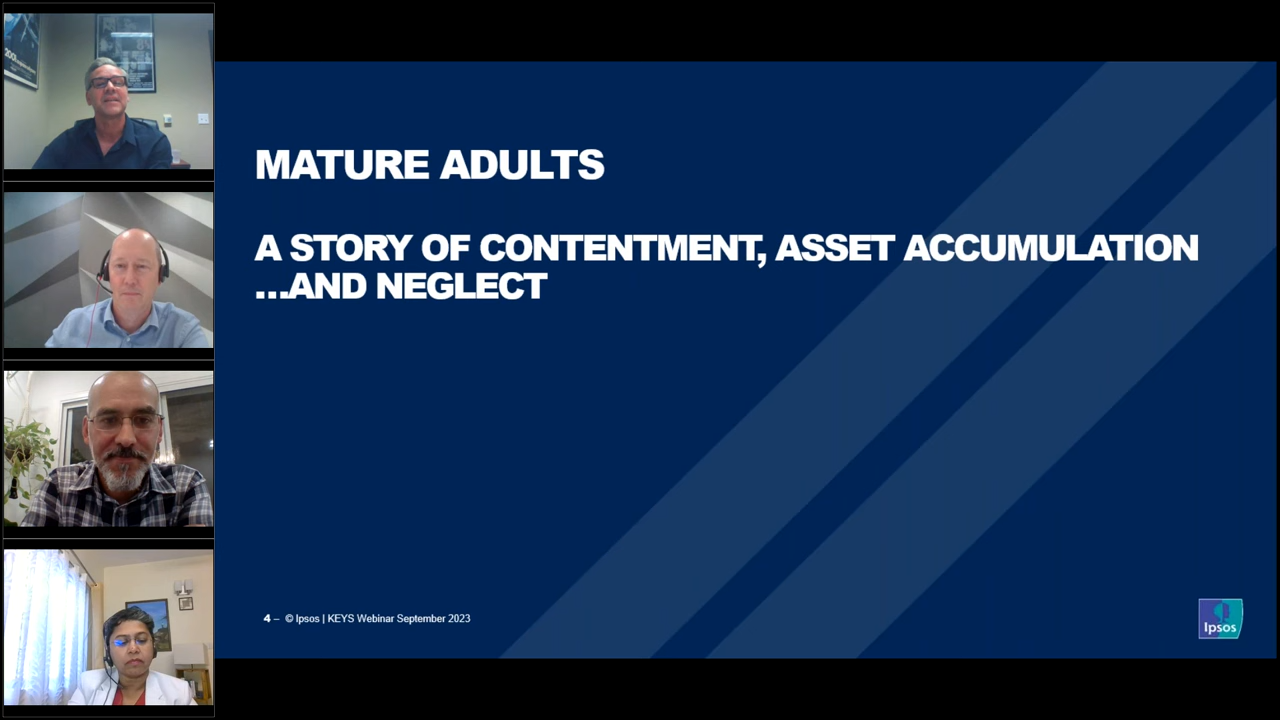 MATURE ADULTS
A STORY OF CONTENTMENT, ASSET ACCUMULATION
...AND NEGLECT
4 – © Ipsos | KEYS Webinar September 2023
Ipsos